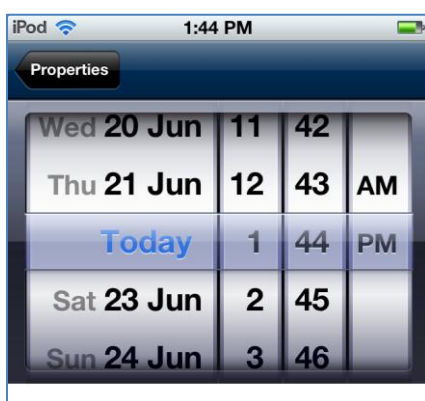 iPod 1:44 PM
Properties
Wed 20 Jun 11 42
Thu 21 Jun 12 43 AM
Today 1 44 PM
Sat 23 Jun 2 45
Sun 24 Jun 3 46